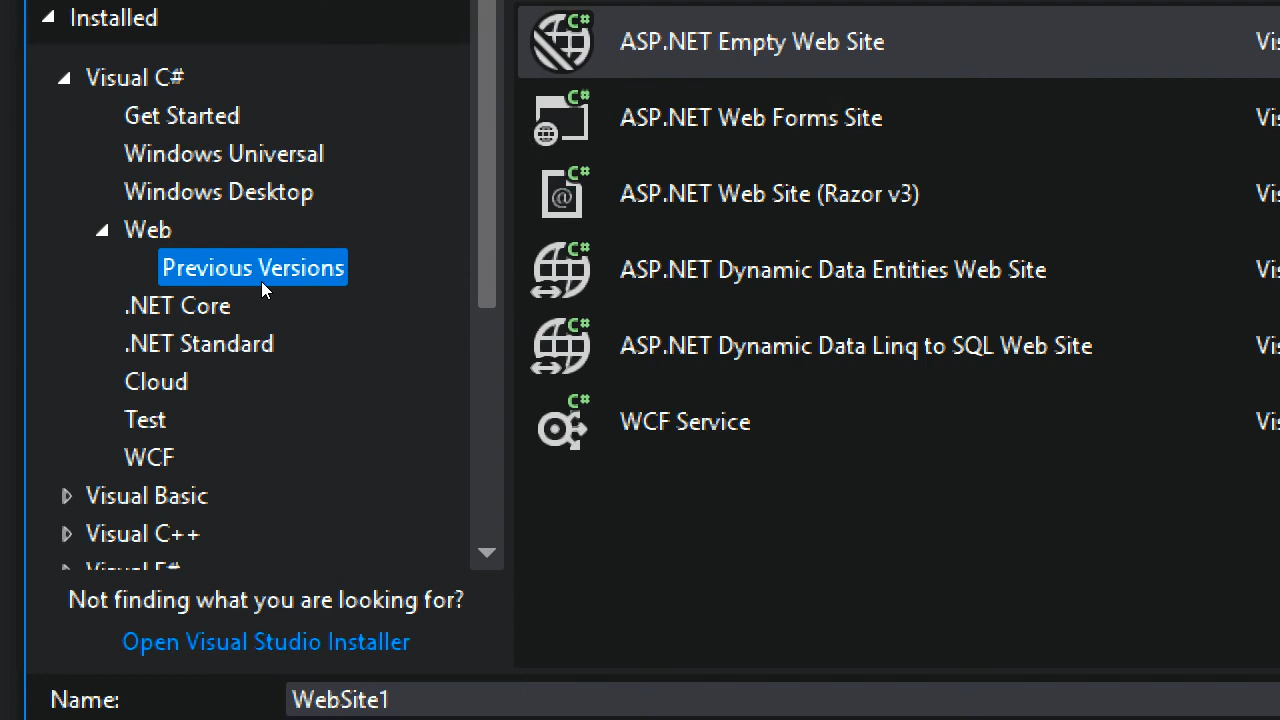 Installed
Visual C#
Get Started
Windows Universal
Windows Desktop
Web
Previous Versions
.NET Core
.NET Standard
Cloud
Test
WCF
Visual Basic
Visual C++
Not finding what you are looking for?
Open Visual Studio Installer
C# ASP.NET Empty Web Site
C# ASP.NET Web Forms Site
C# @ ASP.NET Web Site (Razor v3)
C# ASP.NET Dynamic Data Entities Web Site
C# ASP.NET Dynamic Data Linq to SQL Web Site
C# WCF Service
Name: WebSite1